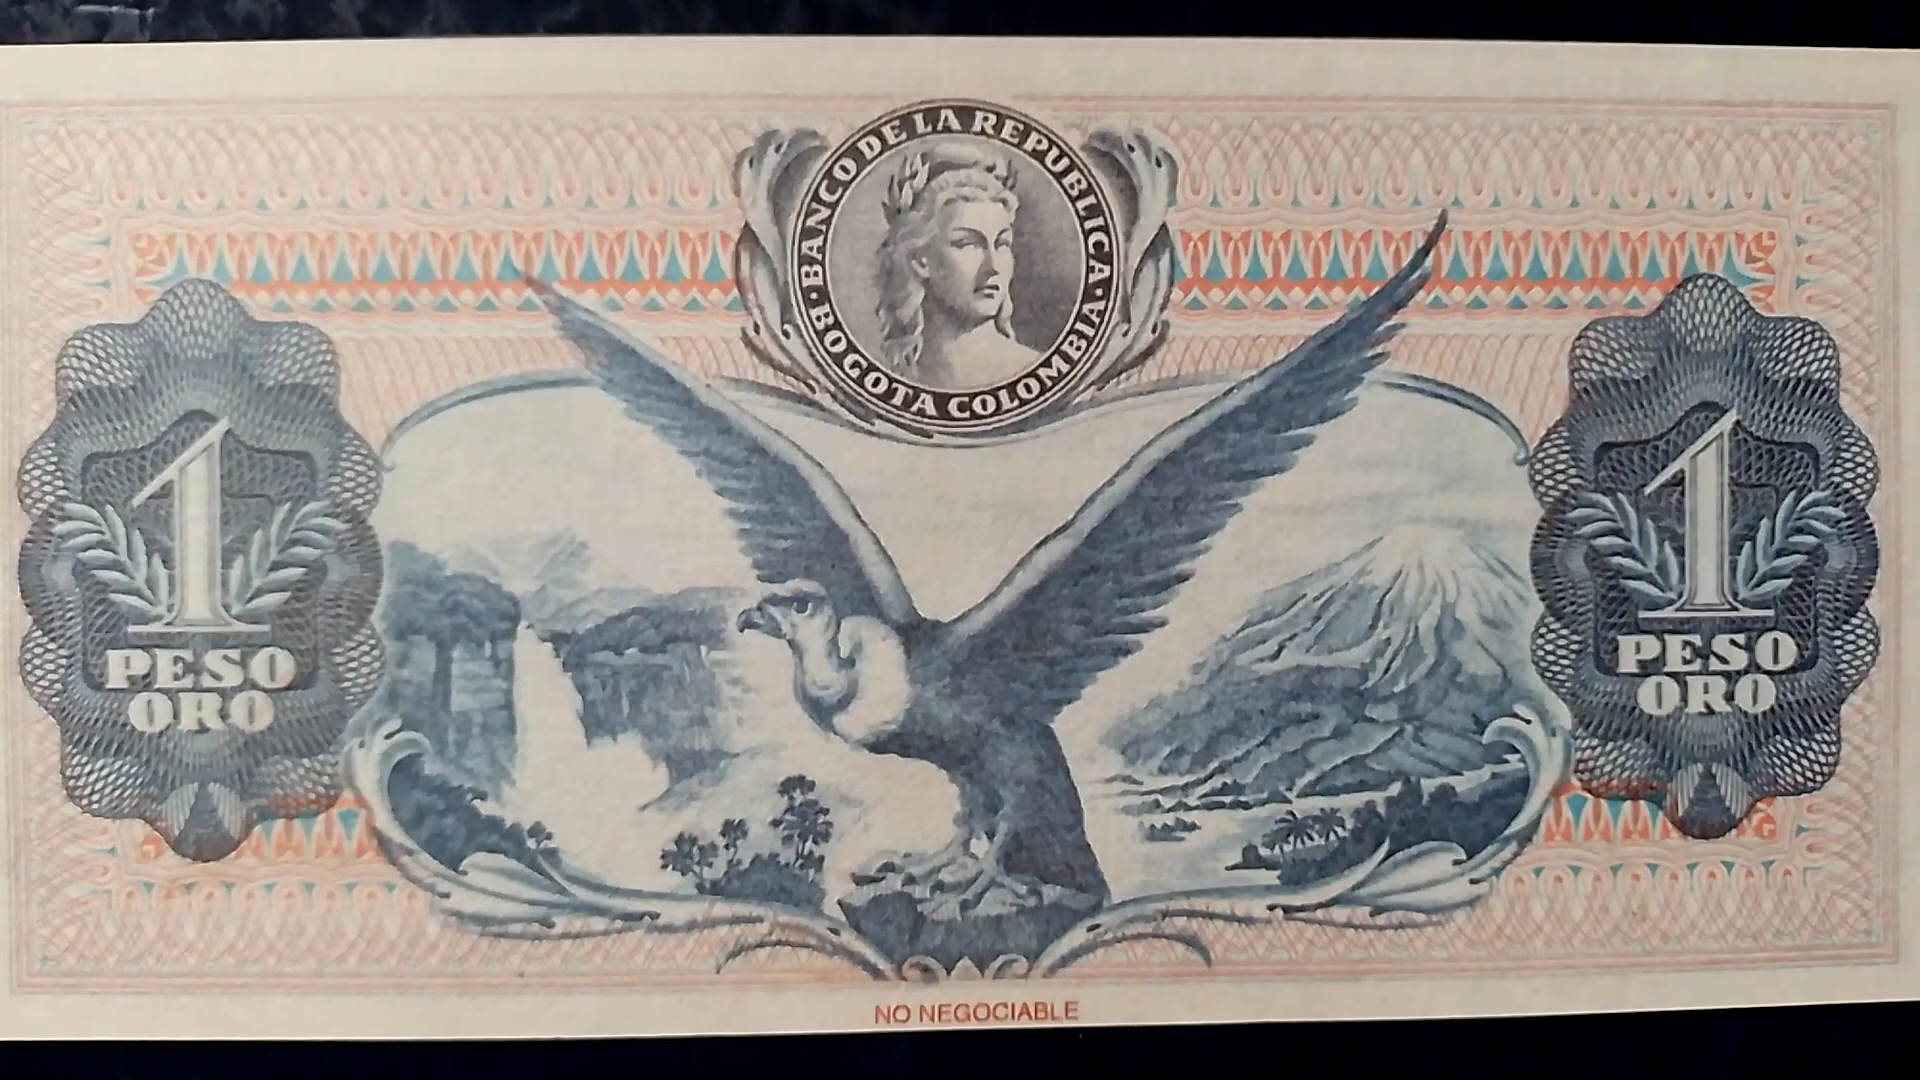 BANCO DE LA REPUBLICA · BOGOTA COLOMBIA ·
1
PESO
ORO
1
PESO
ORO
NO NEGOCIABLE